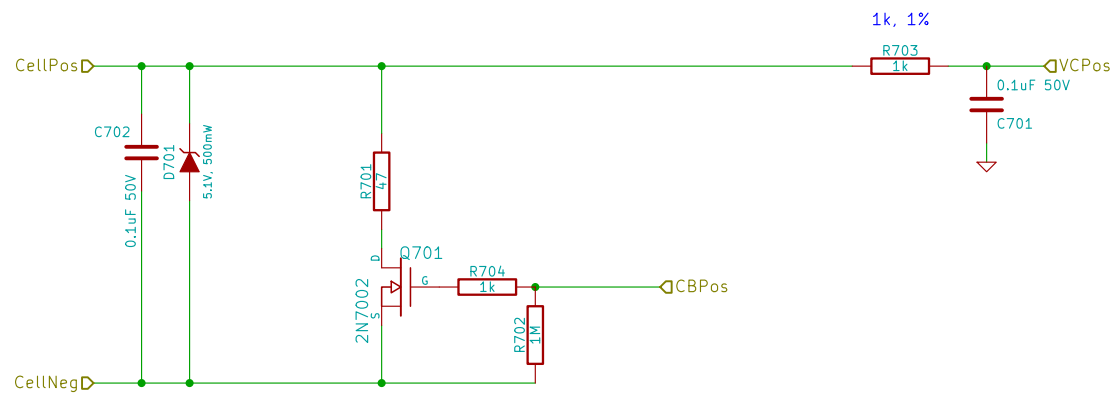 1k, 1%
CellPos
R703
1k
VCPos
0.1uF 50V
C701
C702
0.1uF 50V
D701
5.1V, 500mW
R701
47
Q701
D
G
S
2N7002
R704
1k
CBPos
R702
1M
CellNeg